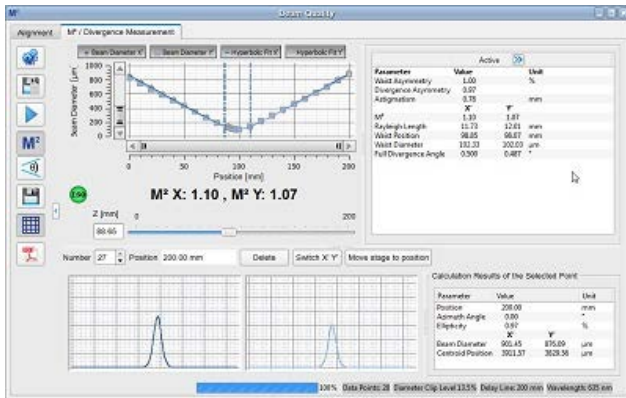 M² Beam Quality
Alignment M² / Divergence Measurement
Beam Diameter X' Beam Diameter Y' Hyperbolic Fit X' Hyperbolic Fit Y'
Beam Diameter [µm]
1000
800
600
400
200
0
0 50 100 150 200
Position [mm]
M² X: 1.10 , M² Y: 1.07
Z [mm] 0 200
88.65
Active
Parameter Value Unit
Waist Asymmetry 1.00 %
Divergence Asymmetry 0.97
Astigmatism 0.78 mm
X' Y'
M² 1.10 1.07
Rayleigh Length 11.73 12.01 mm
Waist Position 98.85 98.07 mm
Waist Diameter 102.33 102.03 µm
Full Divergence Angle 0.500 0.487 °
M²
Number 27 Position 200.00 mm Delete Switch X' Y' Move stage to position
Calculation Results of the Selected Point
Parameter Value Unit
Position 200.00 mm
Azimuth Angle 0.00 °
Ellipticity 0.97 %
X' Y'
Beam Diameter 901.45 876.09 µm
Centroid Position 3911.57 3829.56 µm
100% Data Points: 28 Diameter Clip Level 13.5% Delay Line: 200 mm Wavelength: 635 nm